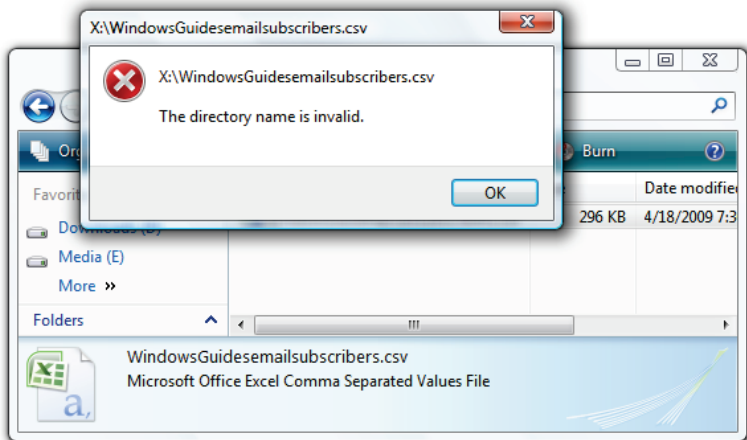 X:\WindowsGuidesemailsubscribers.csv
X:\WindowsGuidesemailsubscribers.csv
The directory name is invalid.
OK
Burn
Date modified
296 KB 4/18/2009 7:3
Downloads (D)
Media (E)
More »
Folders
WindowsGuidesemailsubscribers.csv
Microsoft Office Excel Comma Separated Values File
a,